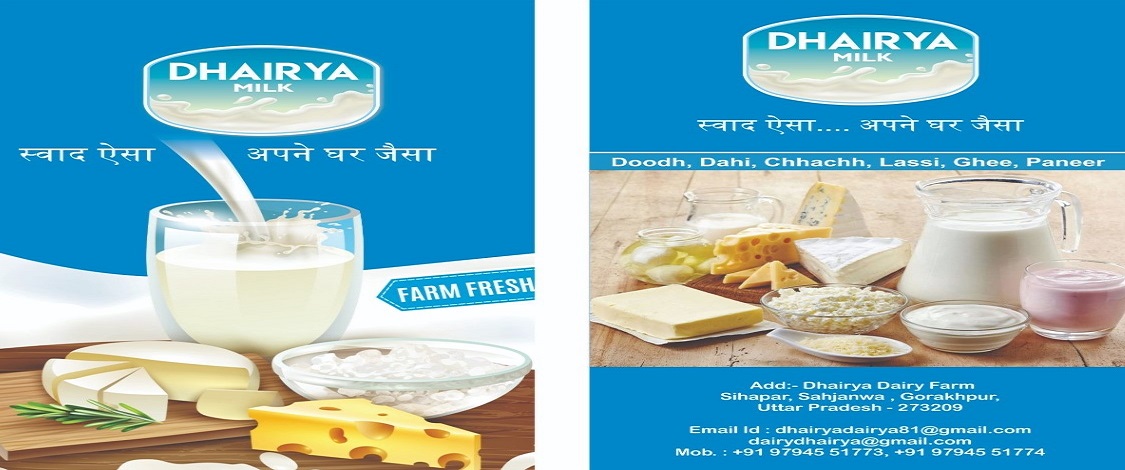 DHAIRYA
MILK
स्वाद ऐसा अपने घर जैसा
FARM FRESH
DHAIRYA
MILK
स्वाद ऐसा.... अपने घर जैसा
Doodh, Dahi, Chhachh, Lassi, Ghee, Paneer
Add:- Dhairya Dairy Farm
Sihapar, Sahjanwa , Gorakhpur,
Uttar Pradesh - 273209
Email Id : dhairyadairya81@gmail.com
dairydhairya@gmail.com
Mob. : +91 97945 51773, +91 97945 51774